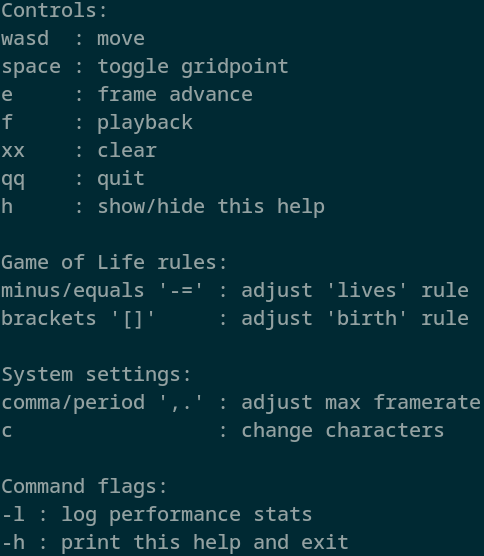 Controls:
wasd  : move
space : toggle gridpoint
e     : frame advance
f     : playback
xx    : clear
qq    : quit
h     : show/hide this help

Game of Life rules:
minus/equals '-=' : adjust 'lives' rule
brackets '[]'     : adjust 'birth' rule

System settings:
comma/period ',.' : adjust max framerate
c                 : change characters

Command flags:
-l : log performance stats
-h : print this help and exit